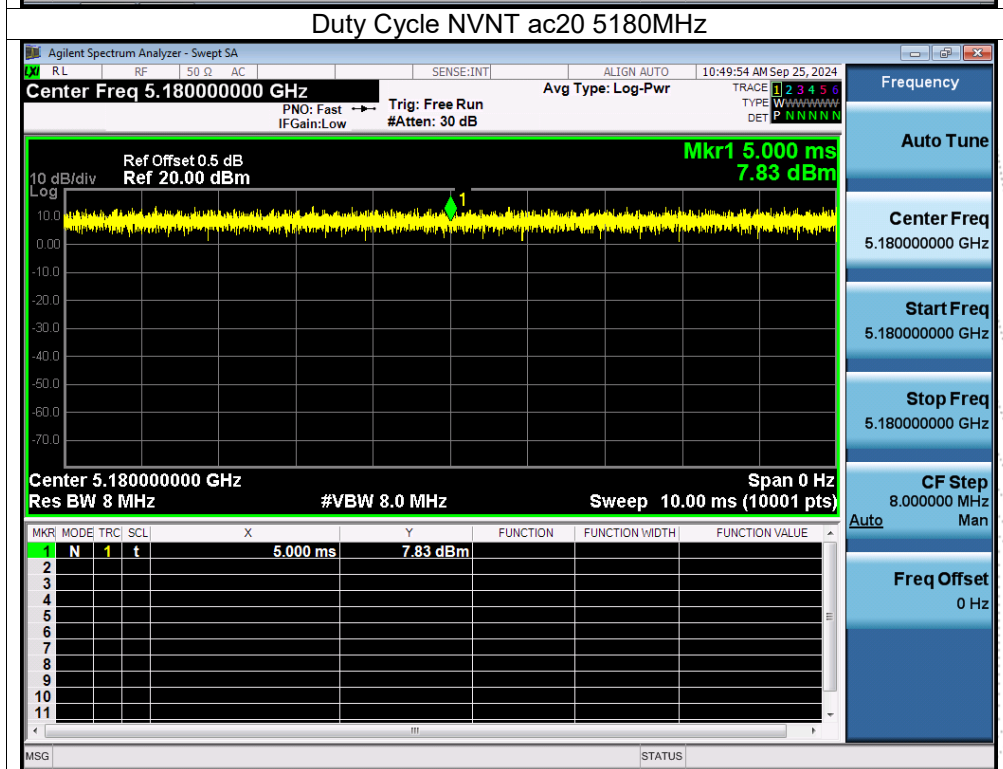 Duty Cycle NVNT ac20 5180MHz
Agilent Spectrum Analyzer - Swept SA
LXI RL RF 50 Ω AC SENSE:INT ALIGN AUTO 10:49:54 AM Sep 25, 2024
Center Freq 5.180000000 GHz
PNO: Fast
IFGain:Low
Trig: Free Run
#Atten: 30 dB
Avg Type: Log-Pwr
TRACE 1 2 3 4 5 6
TYPE WWWWWWW
DET P N N N N N
Frequency
Auto Tune
Center Freq
5.180000000 GHz
Start Freq
5.180000000 GHz
Stop Freq
5.180000000 GHz
CF Step
8.000000 MHz
Auto Man
Freq Offset
0 Hz
Mkr1 5.000 ms
7.83 dBm
Ref Offset 0.5 dB
10 dB/div Ref 20.00 dBm
Log
1
10.0
0.00
-10.0
-20.0
-30.0
-40.0
-50.0
-60.0
-70.0
Center 5.180000000 GHz Span 0 Hz
Res BW 8 MHz #VBW 8.0 MHz Sweep 10.00 ms (10001 pts)
MKR MODE TRC SCL X Y FUNCTION FUNCTION WIDTH FUNCTION VALUE
1 N 1 t 5.000 ms 7.83 dBm
2
3
4
5
6
7
8
9
10
11
MSG STATUS